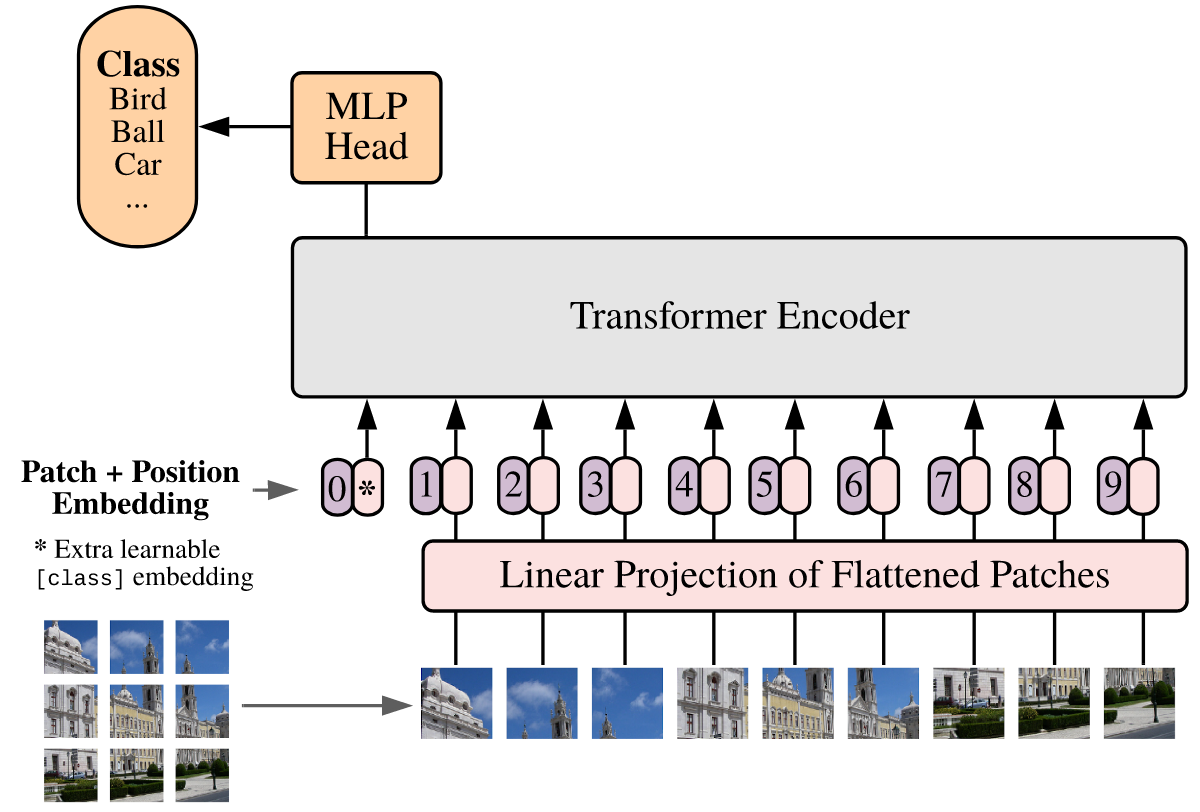 Class
Bird
Ball
Car
...
MLP
Head
Transformer Encoder
Patch + Position
Embedding
0 * 1 2 3 4 5 6 7 8 9
* Extra learnable
[class] embedding
Linear Projection of Flattened Patches